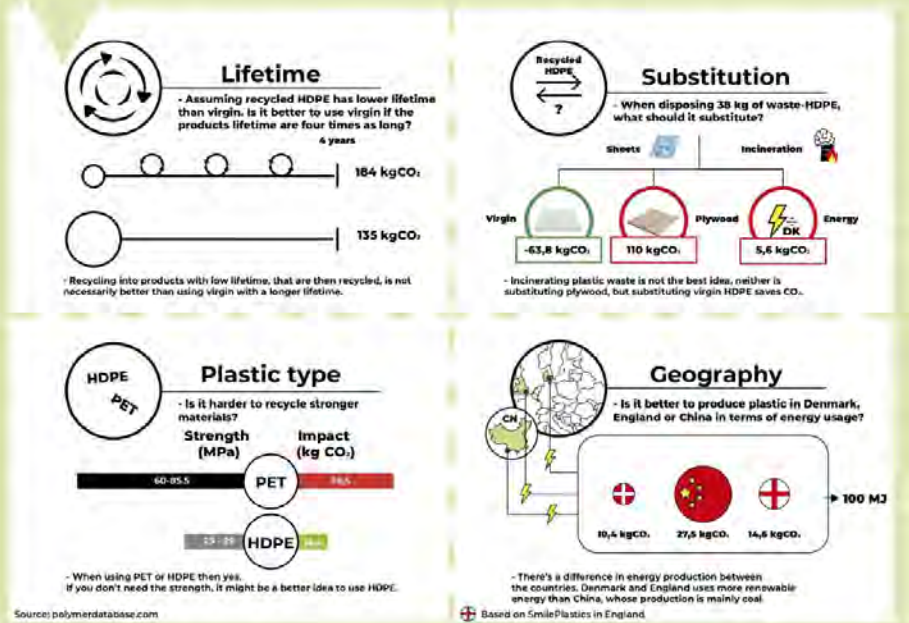 Lifetime
- Assuming recycled HDPE has lower lifetime
than virgin. Is it better to use virgin if the
products lifetime are four times as long?
4 years
184 kgCO₂
135 kgCO₂
- Recycling into products with low lifetime, that are then recycled, is not
necessarily better than using virgin with a longer lifetime.
Recycled
HDPE
?
Substitution
- When disposing 38 kg of waste-HDPE,
what should it substitute?
Sheets
Incineration
Virgin
Plywood
DK
Energy
-63,8 kgCO₂
110 kgCO₂
5,6 kgCO₂
- Incinerating plastic waste is not the best idea, neither is
substituting plywood, but substituting virgin HDPE saves CO₂.
HDPE
PET
Plastic type
- Is it harder to recycle stronger
materials?
Strength
(MPa)
Impact
(kg CO₂)
60-85.5
PET
HDPE
- When using PET or HDPE then yes.
If you don't need the strength, it might be a better idea to use HDPE.
Source: polymerdatabase.com
CN
Geography
- Is it better to produce plastic in Denmark,
England or China in terms of energy usage?
100 MJ
10,4 kgCO₂
27,5 kgCO₂
14,6 kgCO₂
- There's a difference in energy production between
the countries. Denmark and England uses more renewable
energy than China, whose production is mainly coal
Based on SmilePlastics in England